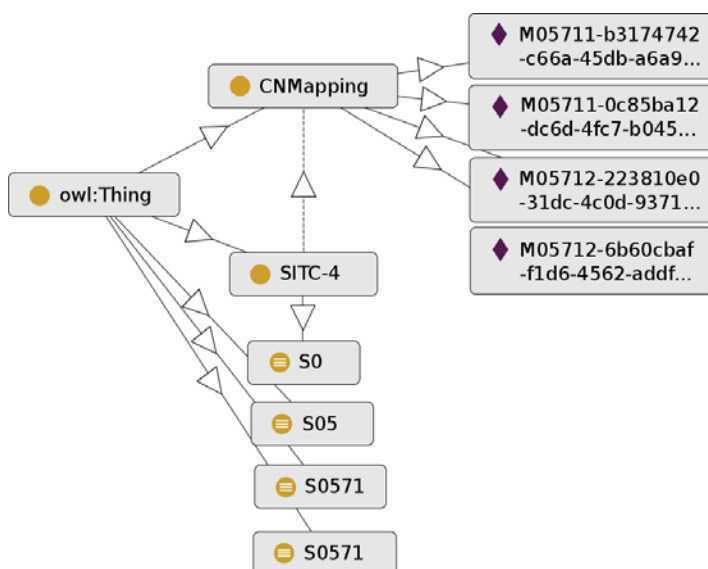 M05711-b3174742
-c66a-45db-a6a9...
CNMapping
M05711-0c85ba12
-dc6d-4fc7-b045...
M05712-223810e0
-31dc-4c0d-9371...
owl:Thing
M05712-6b60cbaf
-f1d6-4562-addf...
SITC-4
S0
S05
S0571
S0571